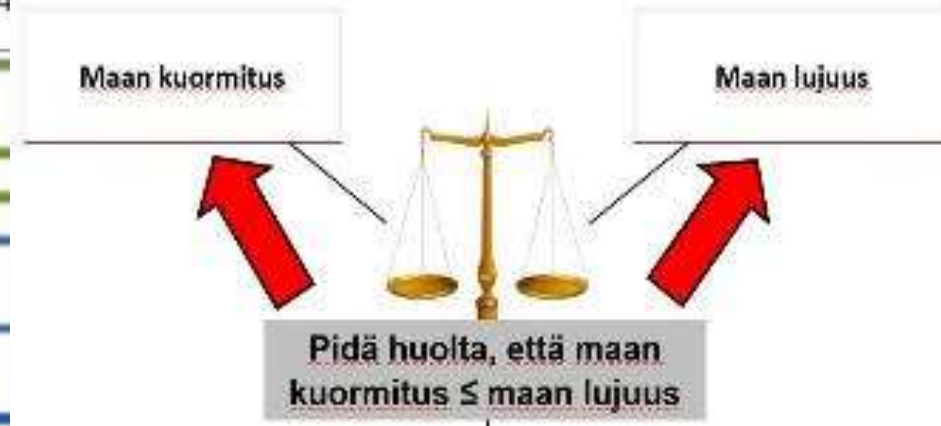 Maan kuormitus
Maan lujuus
Pidä huolta, että maan
kuormitus ≤ maan lujuus